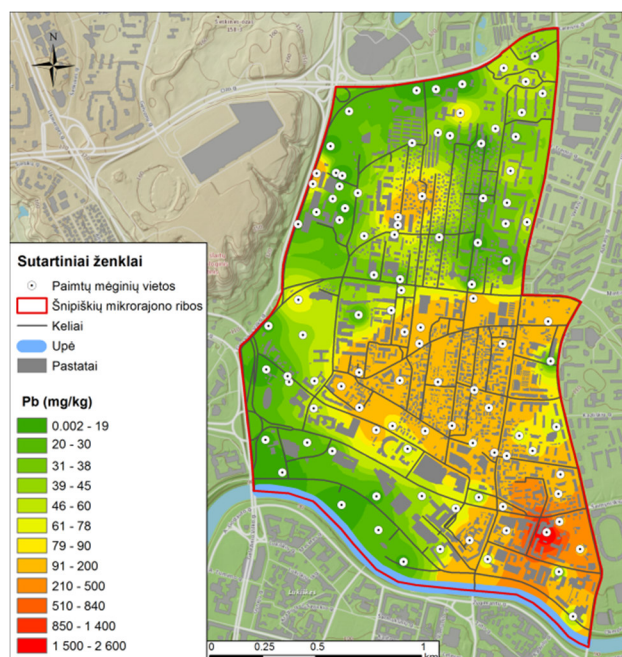 N
Sutartiniai ženklai
Paimtų mėginių vietos
Šnipiškių mikrorajono ribos
Keliai
Upė
Pastatai
Pb (mg/kg)
0.002 - 19
20 - 30
31 - 38
39 - 45
46 - 60
61 - 78
79 - 90
91 - 200
210 - 500
510 - 840
850 - 1 400
1 500 - 2 600
0 0.25 0.5 1
km